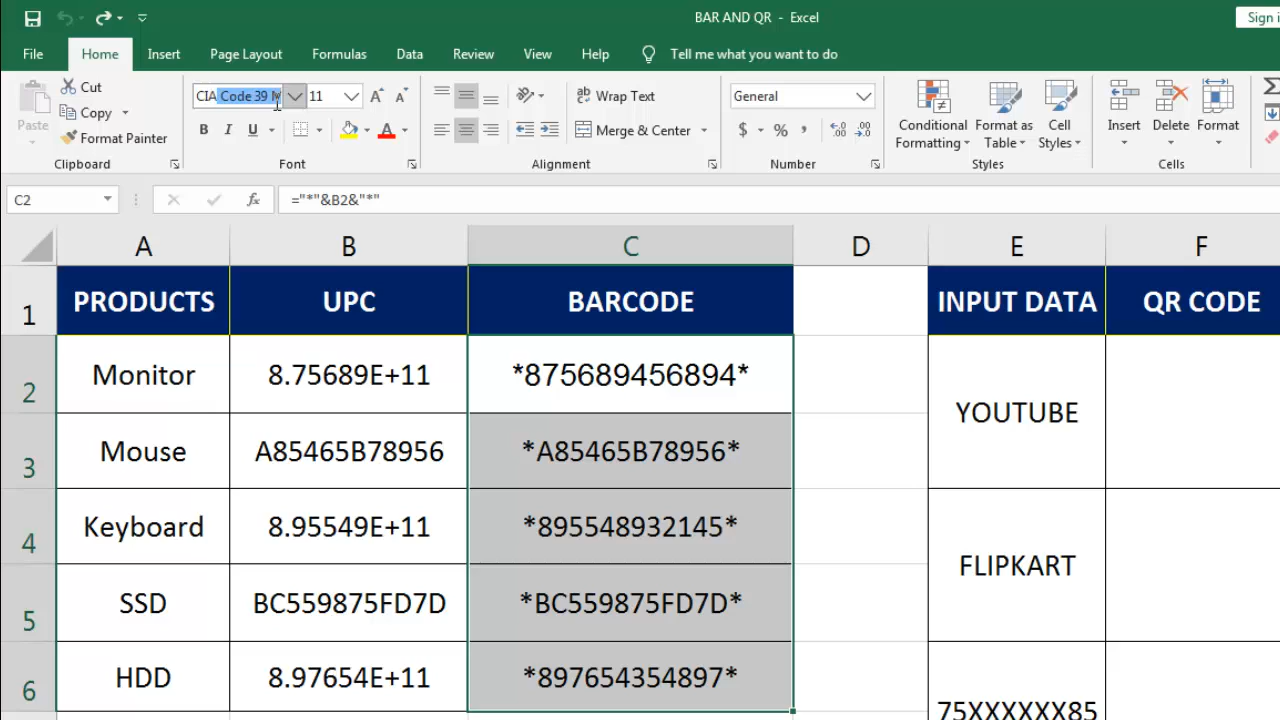 BAR AND QR - Excel
Sign i
File Home Insert Page Layout Formulas Data Review View Help Tell me what you want to do
Paste
Cut
Copy
Format Painter
Clipboard
CIA Code 39 M 11
B I U A
Font
Wrap Text
Merge & Center
Alignment
General
$ % ,
Number
Conditional Formatting
Format as Table
Cell Styles
Styles
Insert Delete Format
Cells
C2 fx ="*"&B2&"*"
A B C D E F
1 PRODUCTS UPC BARCODE INPUT DATA QR CODE
2 Monitor 8.75689E+11 *875689456894* YOUTUBE
3 Mouse A85465B78956 *A85465B78956*
4 Keyboard 8.95549E+11 *895548932145* FLIPKART
5 SSD BC559875FD7D *BC559875FD7D*
6 HDD 8.97654E+11 *897654354897* 75XXXXXX85